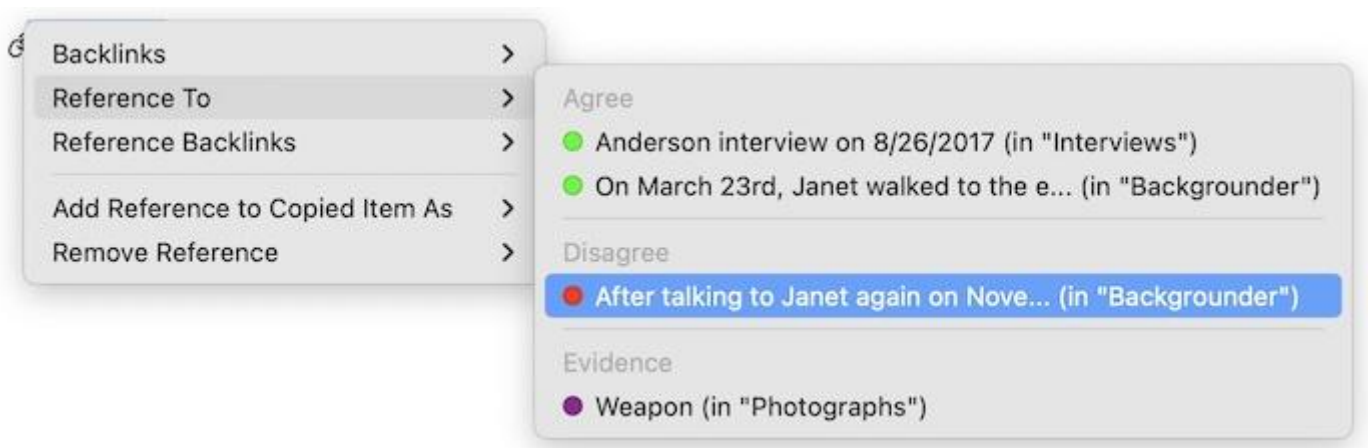 Backlinks
Reference To
Reference Backlinks
Add Reference to Copied Item As
Remove Reference
Agree
Anderson interview on 8/26/2017 (in "Interviews")
On March 23rd, Janet walked to the e... (in "Backgrounder")
Disagree
After talking to Janet again on Nove... (in "Backgrounder")
Evidence
Weapon (in "Photographs")